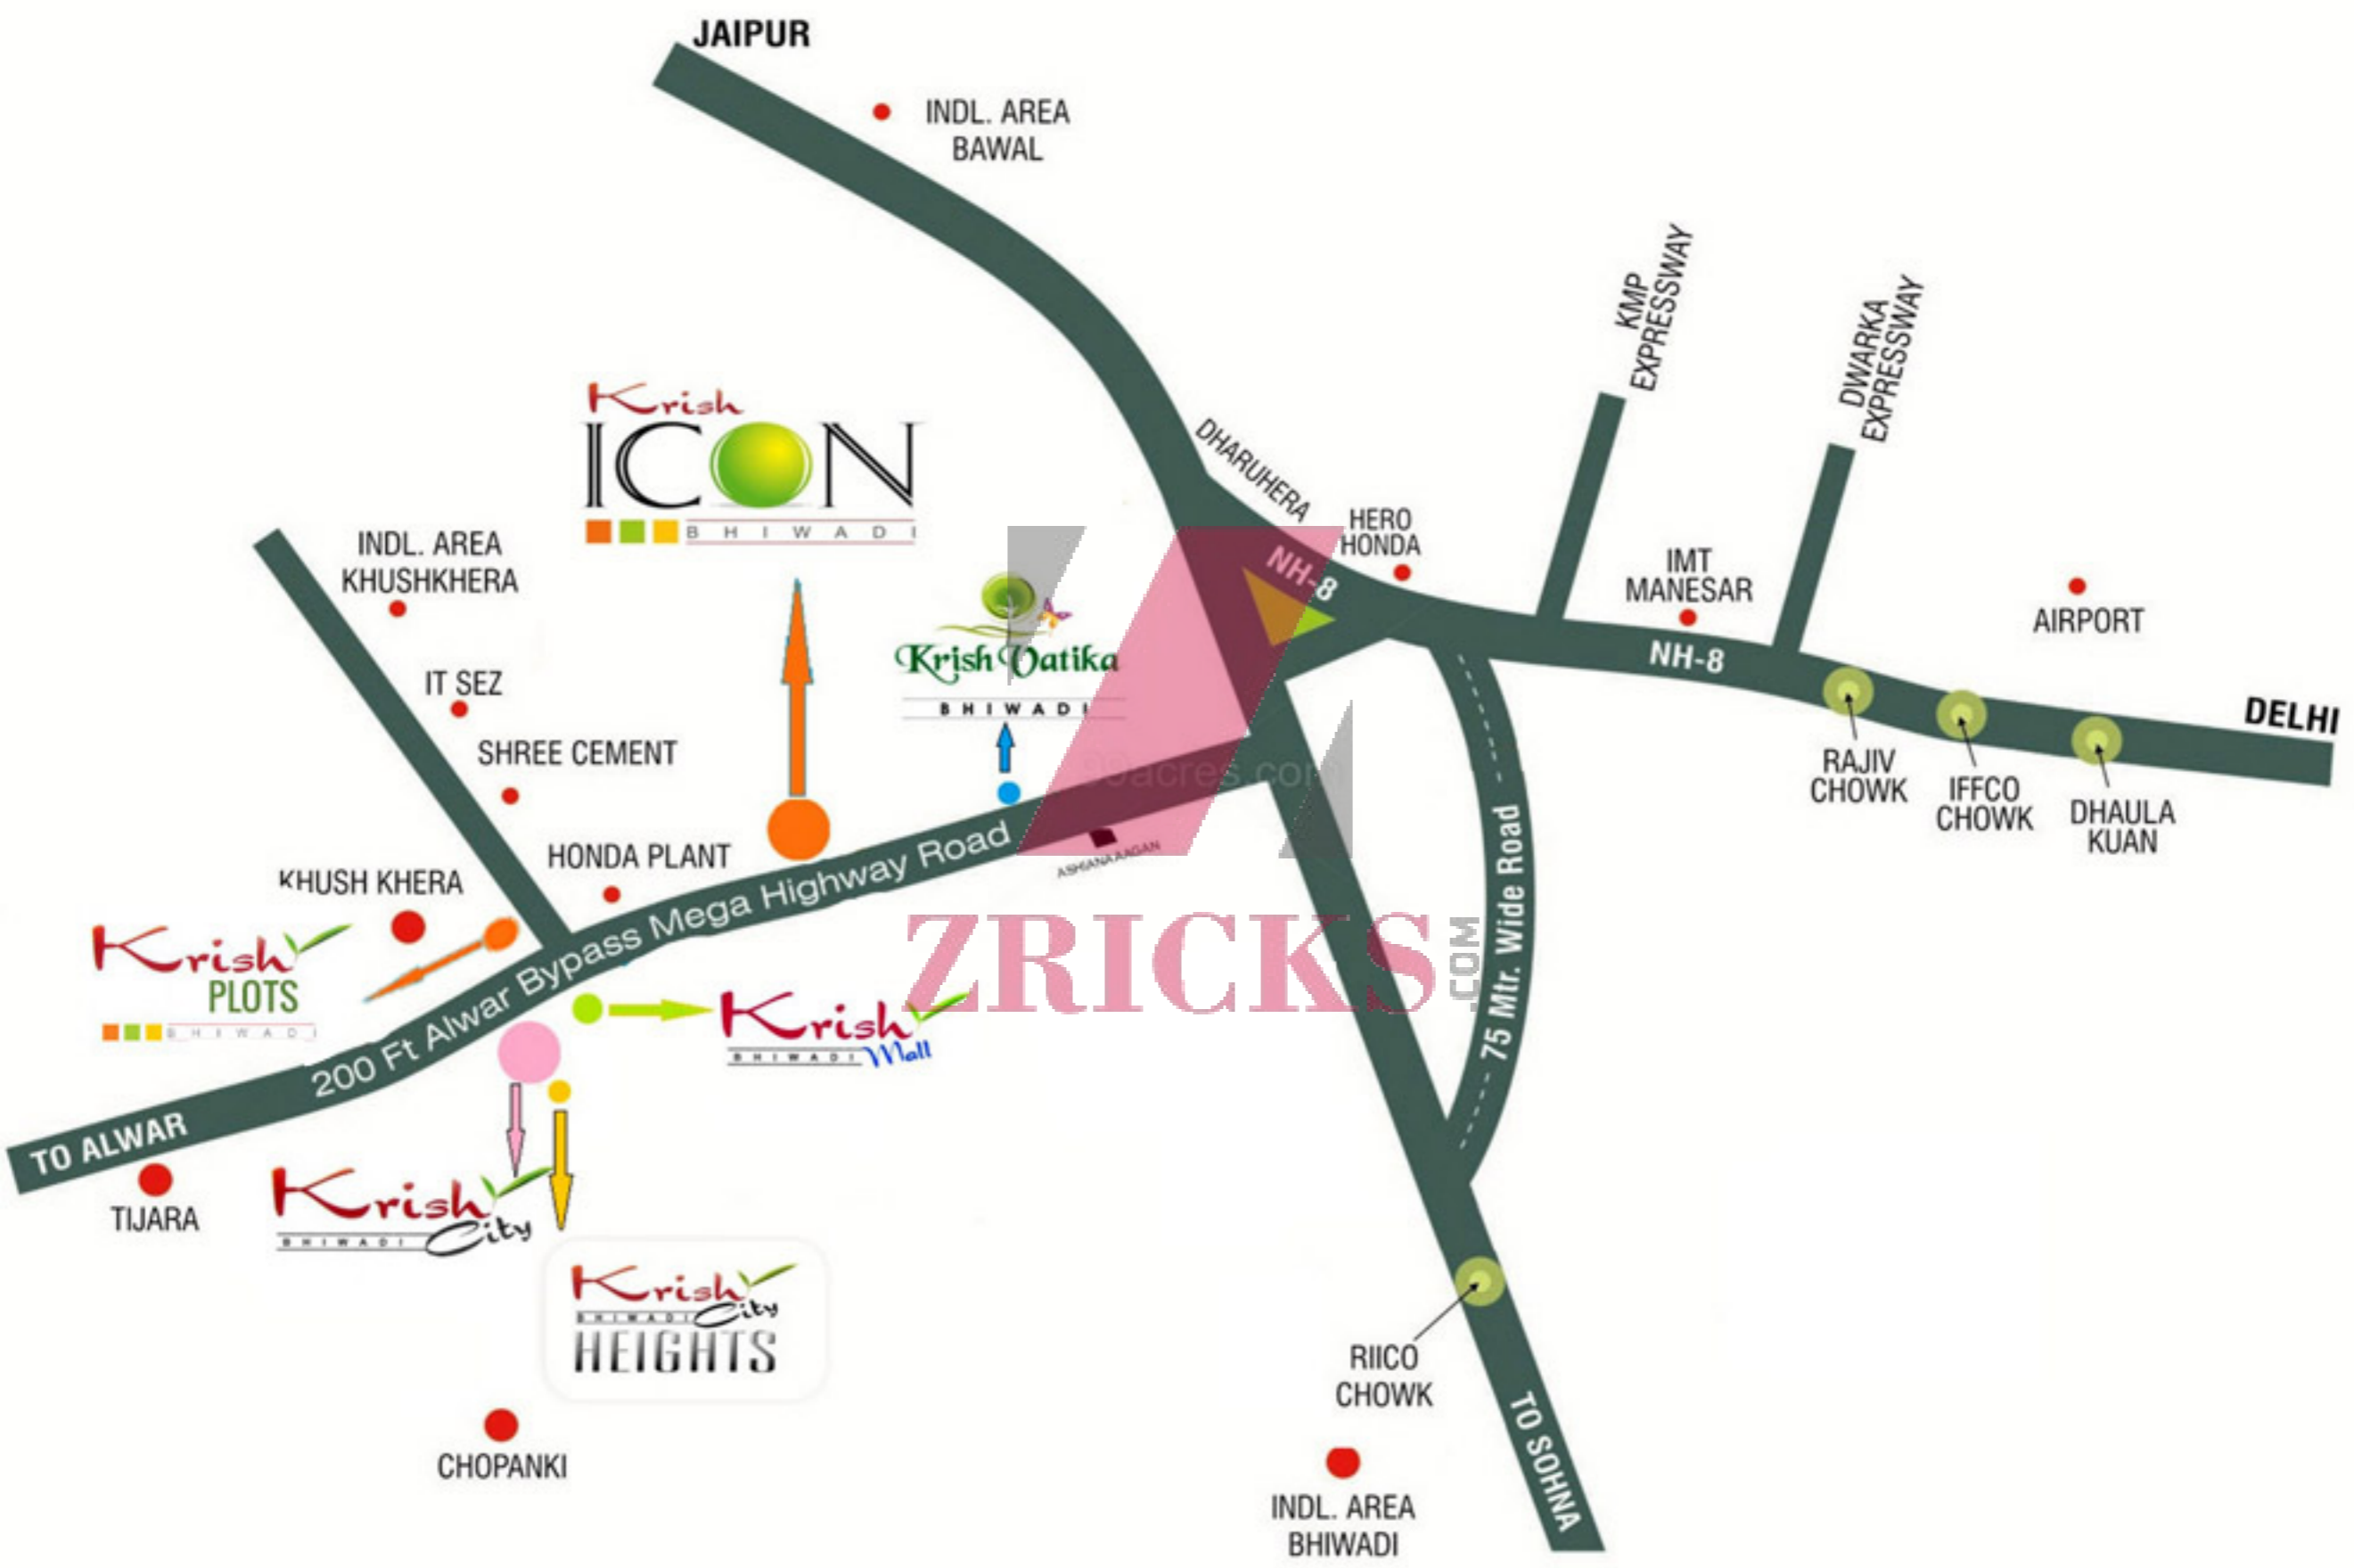 JAIPUR
INDL. AREA
BAWAL
KMP
EXPRESSWAY
DWARKA
EXPRESSWAY
Krish
ICON
BHIWADI
DHARUHERA
HERO
HONDA
NH-8
IMT
MANESAR
NH-8
AIRPORT
DELHI
RAJIV
CHOWK
IFFCO
CHOWK
DHAULA
KUAN
INDL. AREA
KHUSHKHERA
IT SEZ
SHREE CEMENT
HONDA PLANT
KHUSH KHERA
Krish Vatika
BHIWADI
99acres.com
ASHIANA AAGAN
Krish
PLOTS
BHIWADI
200 Ft Alwar Bypass Mega Highway Road
TO ALWAR
TIJARA
ZRICKS
.COM
75 Mtr. Wide Road
Krish
BHIWADI Mall
Krish
BHIWADI City
Krish
BHIWADI City
HEIGHTS
CHOPANKI
RIICO
CHOWK
TO SOHNA
INDL. AREA
BHIWADI